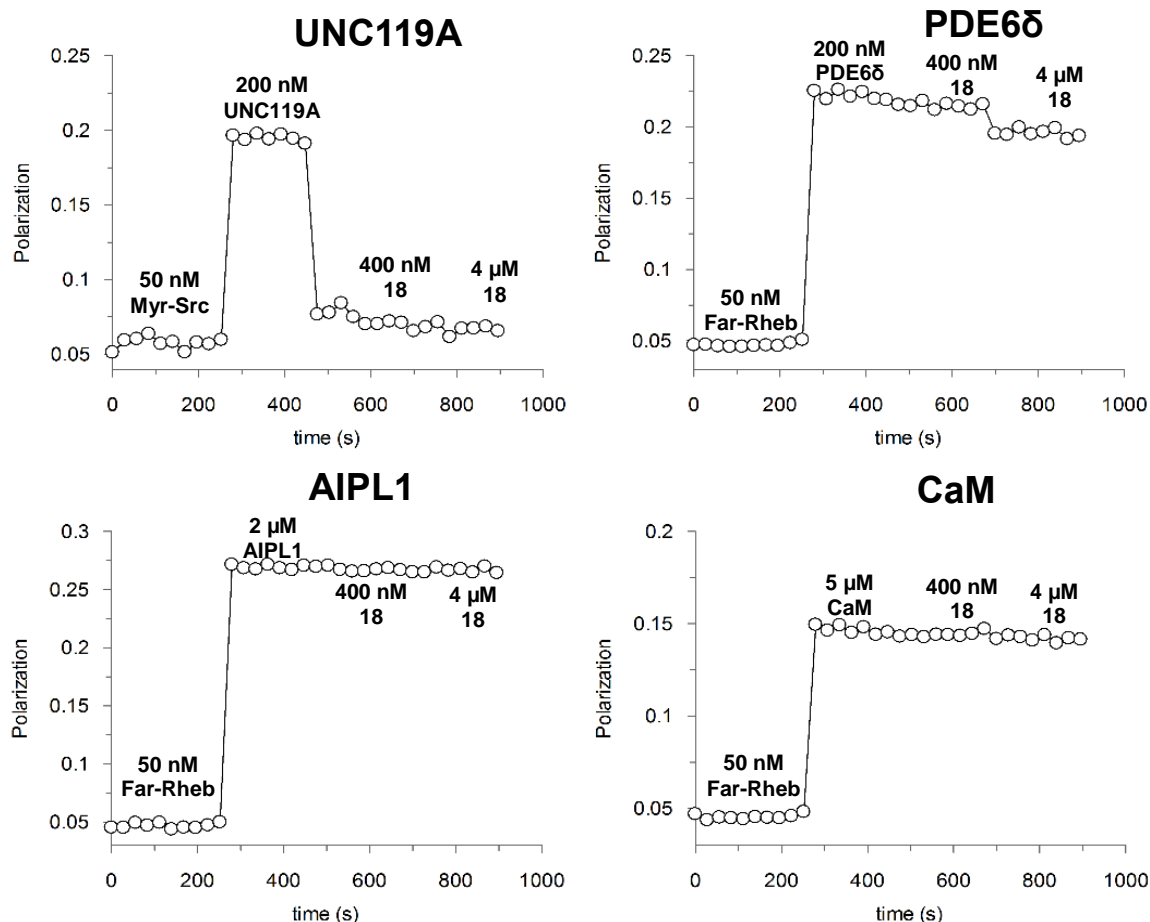 UNC119A
0.25
0.2
0.15
0.1
0.05
Polarization
200 nM
UNC119A
50 nM
Myr-Src
400 nM
18
4 µM
18
0
200
400
600
800
1000
time (s)
PDE6δ
0.25
0.2
0.15
0.1
0.05
Polarization
200 nM
PDE6δ
400 nM
18
4 µM
18
50 nM
Far-Rheb
0
200
400
600
800
1000
time (s)
AIPL1
0.3
0.25
0.2
0.15
0.1
0.05
Polarization
2 µM
AIPL1
400 nM
18
4 µM
18
50 nM
Far-Rheb
0
200
400
600
800
1000
time (s)
CaM
0.2
0.15
0.1
0.05
Polarization
5 µM
CaM
400 nM
18
4 µM
18
50 nM
Far-Rheb
0
200
400
600
800
1000
time (s)